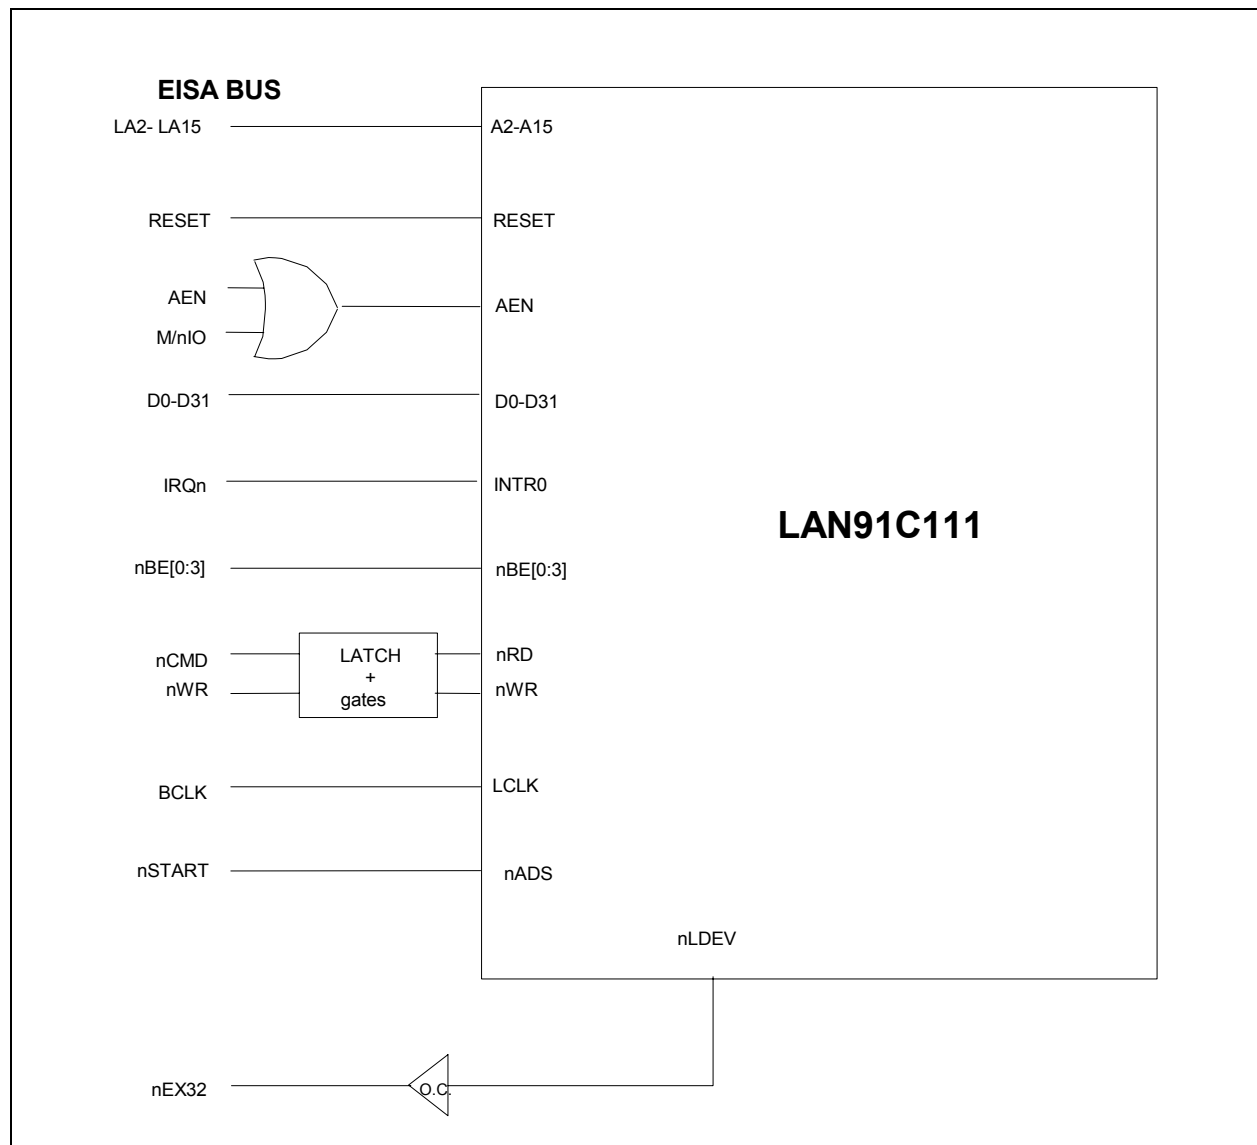 EISA BUS
LA2- LA15
A2-A15
RESET
RESET
AEN
M/nIO
AEN
D0-D31
D0-D31
IRQn
INTR0
LAN91C111
nBE[0:3]
nBE[0:3]
nCMD
nWR
LATCH
+
gates
nRD
nWR
BCLK
LCLK
nSTART
nADS
nLDEV
nEX32
O.C.